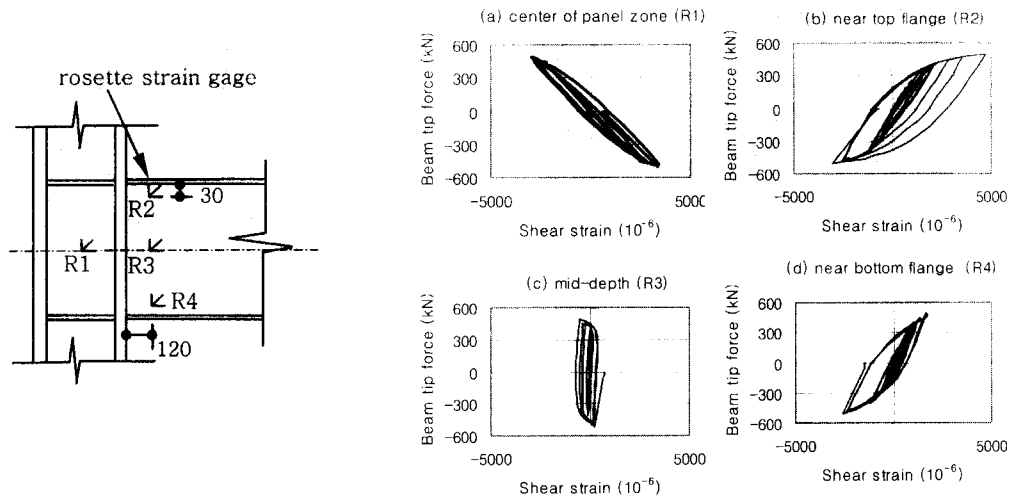 rosette strain gage
R2
30
R1
R3
R4
120
(a) center of panel zone (R1)
Beam tip force (kN)
600
300
0
−300
−600
−5000
5000
Shear strain (10⁻⁶)
(b) near top flange (R2)
Beam tip force (kN)
600
300
0
−300
−600
−5000
5000
Shear strain (10⁻⁶)
(c) mid-depth (R3)
Beam tip force (kN)
600
300
0
−300
−600
−5000
5000
Shear strain (10⁻⁶)
(d) near bottom flange (R4)
Beam tip force (kN)
600
300
0
−300
−600
−5000
5000
Shear strain (10⁻⁶)